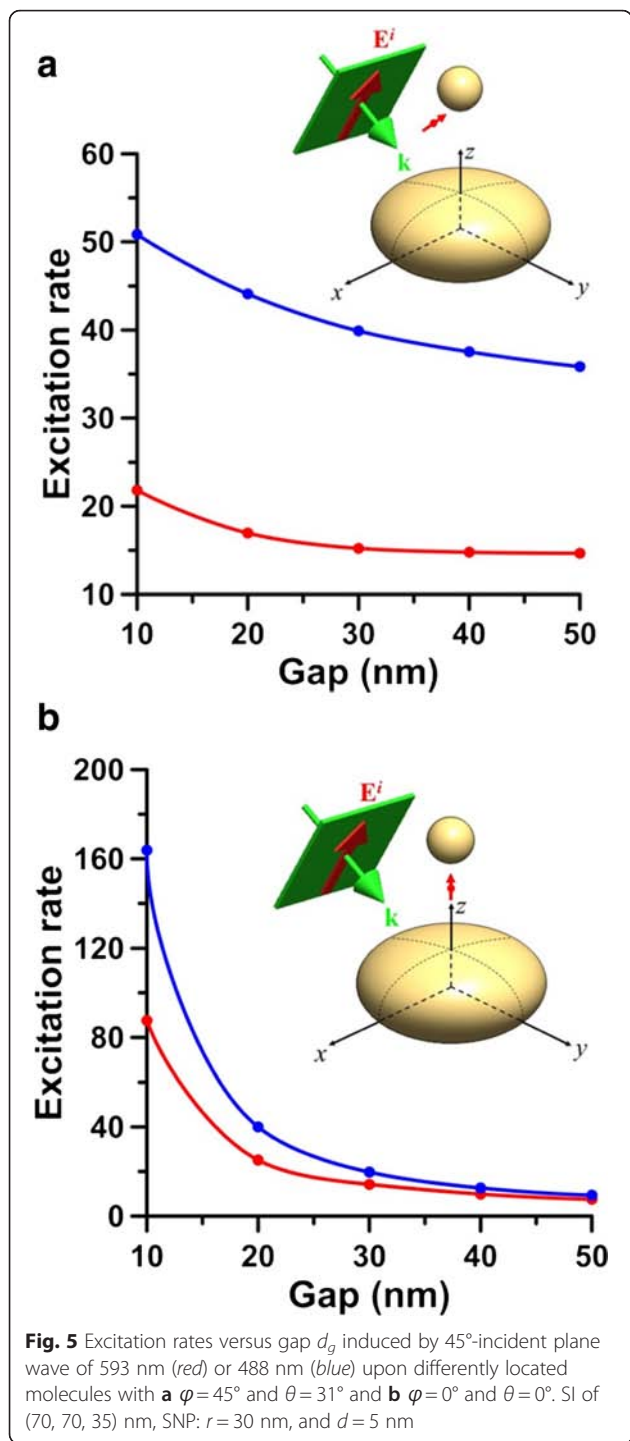 a
Eⁱ
k
z
x
y
60
50
40
30
20
10
Excitation rate
10 20 30 40 50
Gap (nm)
b
Eⁱ
k
z
x
y
200
160
120
80
40
0
Excitation rate
10 20 30 40 50
Gap (nm)
Fig. 5 Excitation rates versus gap d_g induced by 45°-incident plane
wave of 593 nm (red) or 488 nm (blue) upon differently located
molecules with a φ = 45° and θ = 31° and b φ = 0° and θ = 0°. SI of
(70, 70, 35) nm, SNP: r = 30 nm, and d = 5 nm